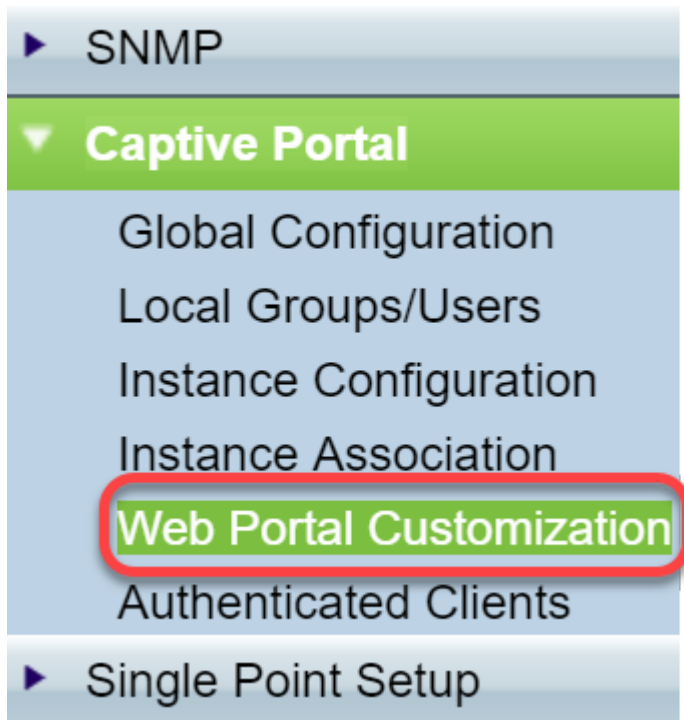 SNMP
Captive Portal
Global Configuration
Local Groups/Users
Instance Configuration
Instance Association
Web Portal Customization
Authenticated Clients
Single Point Setup